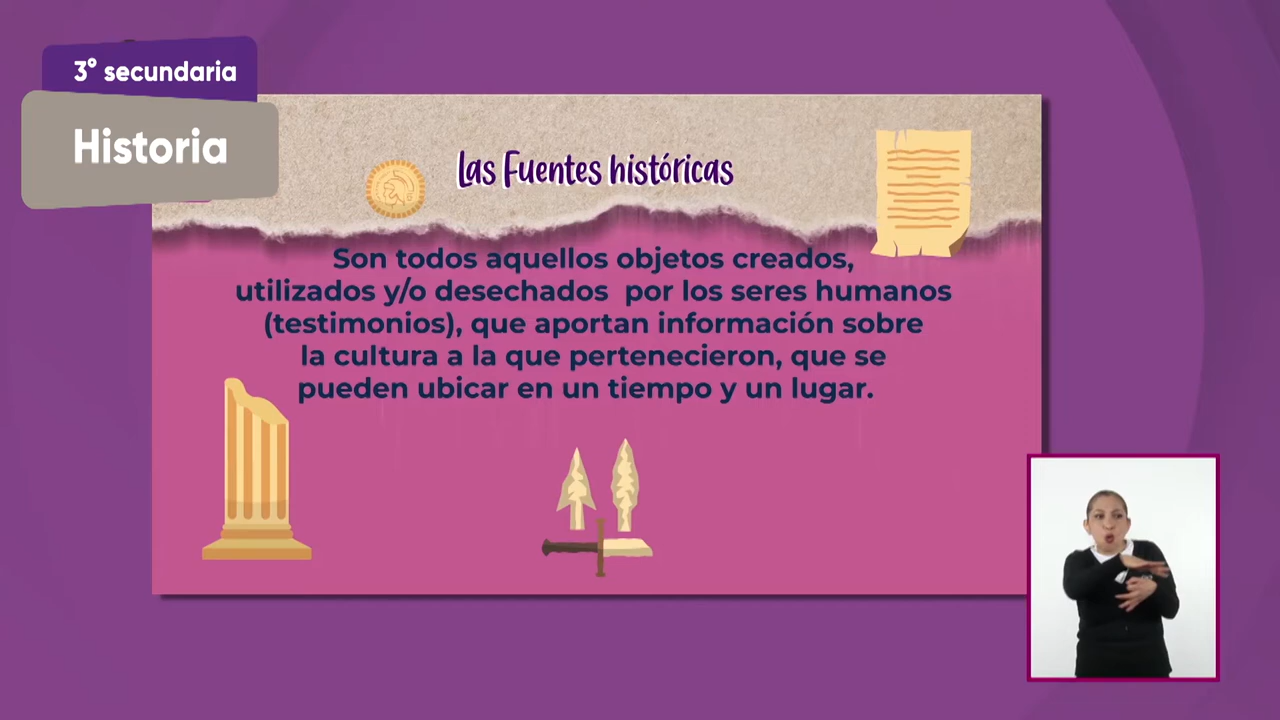 3° secundaria
Historia
Las Fuentes históricas
Son todos aquellos objetos creados,
utilizados y/o desechados por los seres humanos
(testimonios), que aportan información sobre
la cultura a la que pertenecieron, que se
pueden ubicar en un tiempo y un lugar.